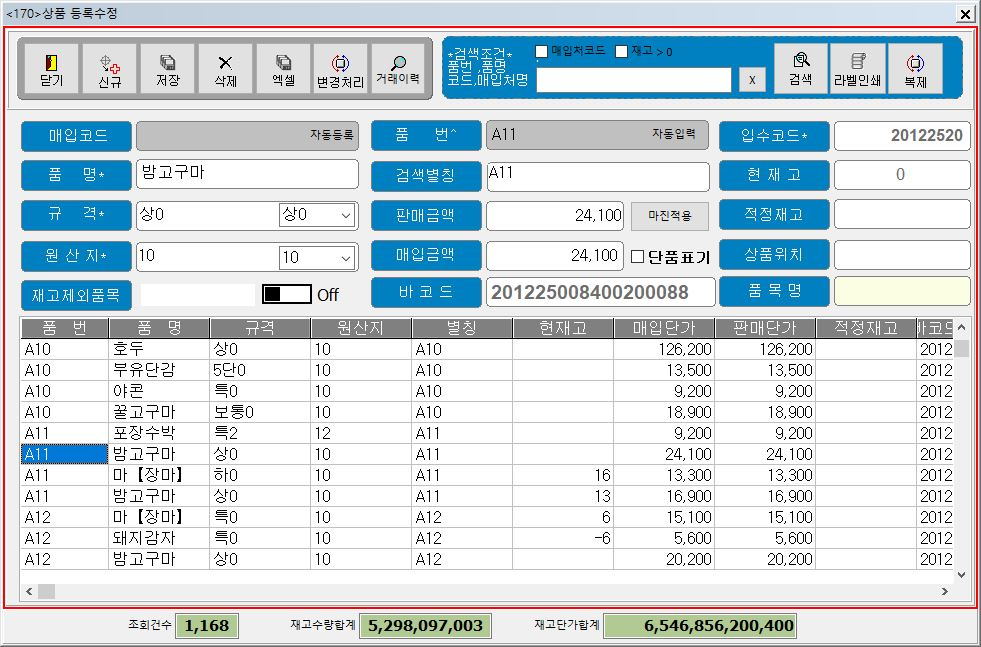 <170>상품 등록수정
닫기 신규 저장 삭제 엑셀 변경처리 거래이력
*검색조건* 매입처코드 재고 > 0
품번,품명
코드,매입처명 x
검색 라벨인쇄 복제
매입코드 자동등록 품 번^ A11 자동입력 입수코드* 20122520
품 명* 밤고구마 검색별칭 A11 현 재 고 0
규 격* 상0 상0 판매금액 24,100 마진적용 적정재고
원 산 지* 10 10 매입금액 24,100 단품표기 상품위치
재고제외품목 Off 바 코 드 201225008400200088 품 목 명
품 번 품 명 규격 원산지 별칭 현재고 매입단가 판매단가 적정재고 바코드
A10 호두 상0 10 A10 126,200 126,200 2012
A10 부유단감 5단0 10 A10 13,500 13,500 2012
A10 야콘 특0 10 A10 9,200 9,200 2012
A10 꿀고구마 보통0 10 A10 18,900 18,900 2012
A11 포장수박 특2 12 A11 9,200 9,200 2012
A11 밤고구마 상0 10 A11 24,100 24,100 2012
A11 마【장마】 하0 10 A11 16 13,300 13,300 2012
A11 밤고구마 상0 10 A11 13 16,900 16,900 2012
A12 마【장마】 특0 10 A12 6 15,100 15,100 2012
A12 돼지감자 특0 10 A12 -6 5,600 5,600 2012
A12 밤고구마 상0 10 A12 20,200 20,200 2012
조회건수 1,168 재고수량합계 5,298,097,003 재고단가합계 6,546,856,200,400